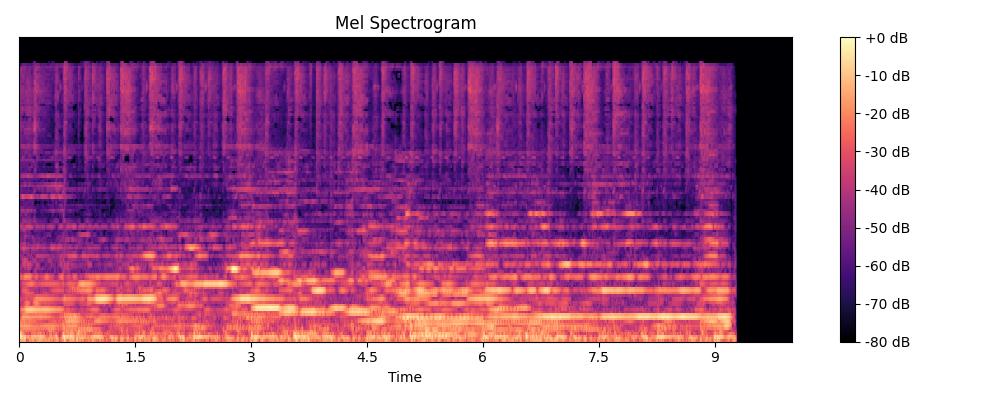 Mel Spectrogram
+0 dB
-10 dB
-20 dB
-30 dB
-40 dB
-50 dB
-60 dB
-70 dB
-80 dB
0 1.5 3 4.5 6 7.5 9
Time